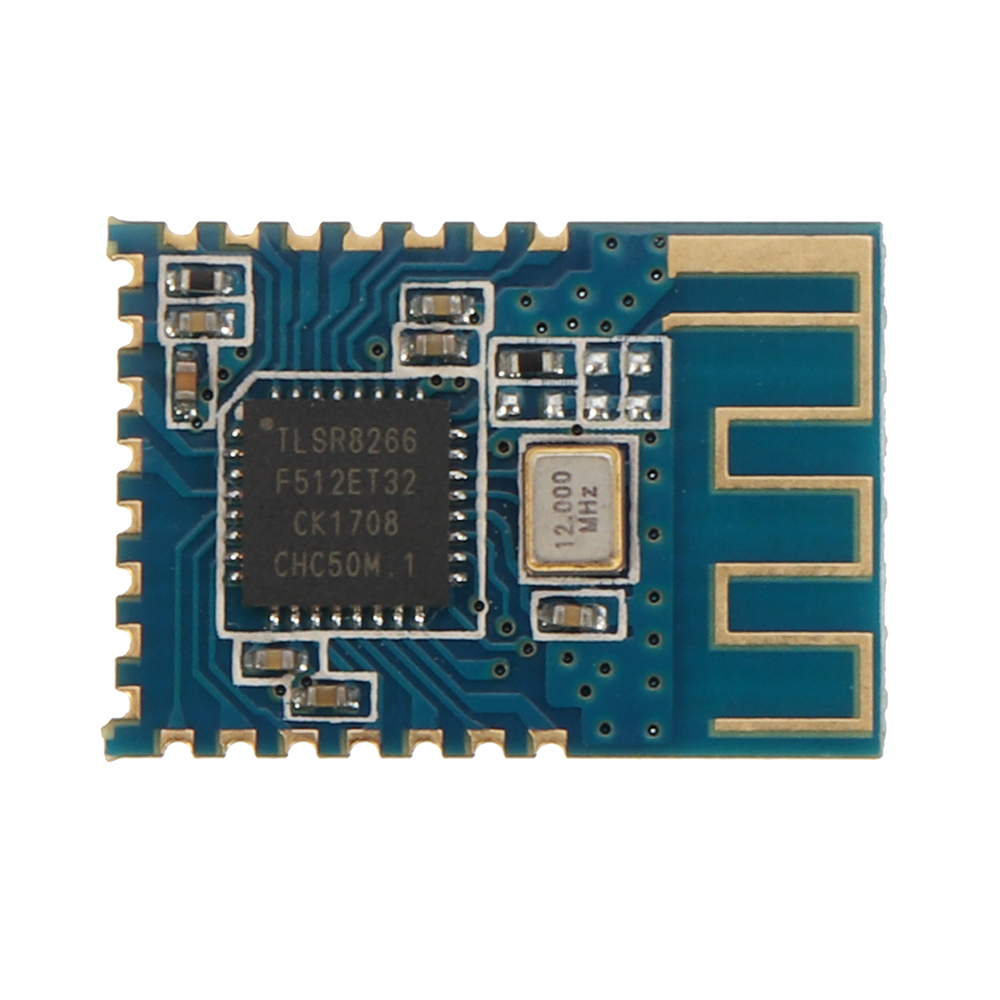 TLSR8266
F512ET32
CK1708
CHC50M.1
12.000
MHz